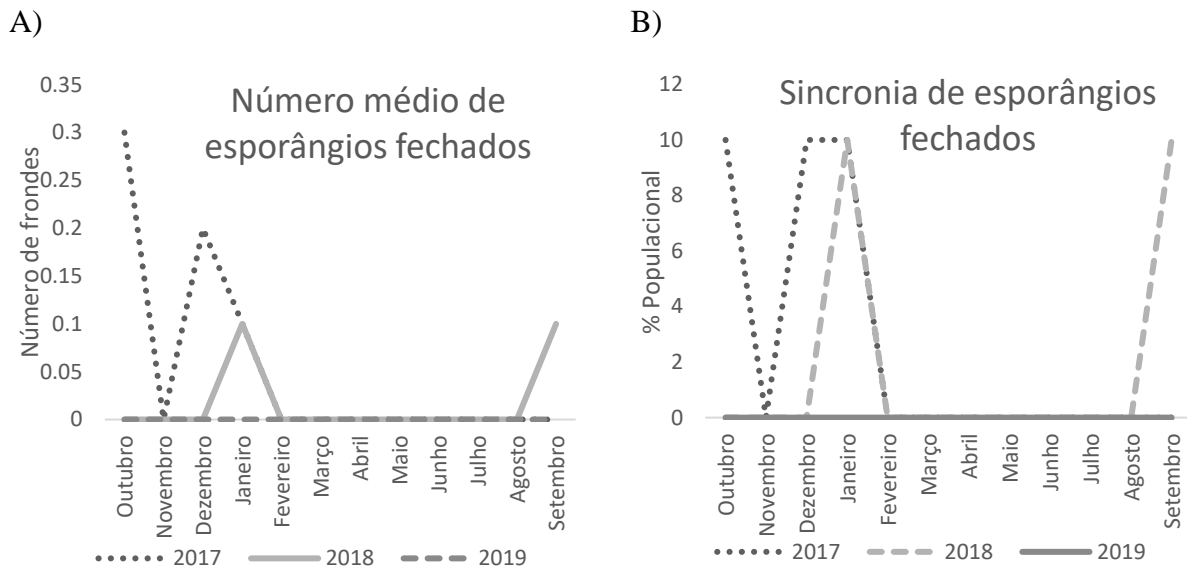 A)
Número médio de
esporângios fechados
Número de frondes
0.35
0.3
0.25
0.2
0.15
0.1
0.05
0
Outubro
Novembro
Dezembro
Janeiro
Fevereiro
Março
Abril
Maio
Junho
Julho
Agosto
Setembro
2017 2018 2019
B)
Sincronia de esporângios
fechados
% Populacional
12
10
8
6
4
2
0
Outubro
Novembro
Dezembro
Janeiro
Fevereiro
Março
Abril
Maio
Junho
Julho
Agosto
Setembro
2017 2018 2019